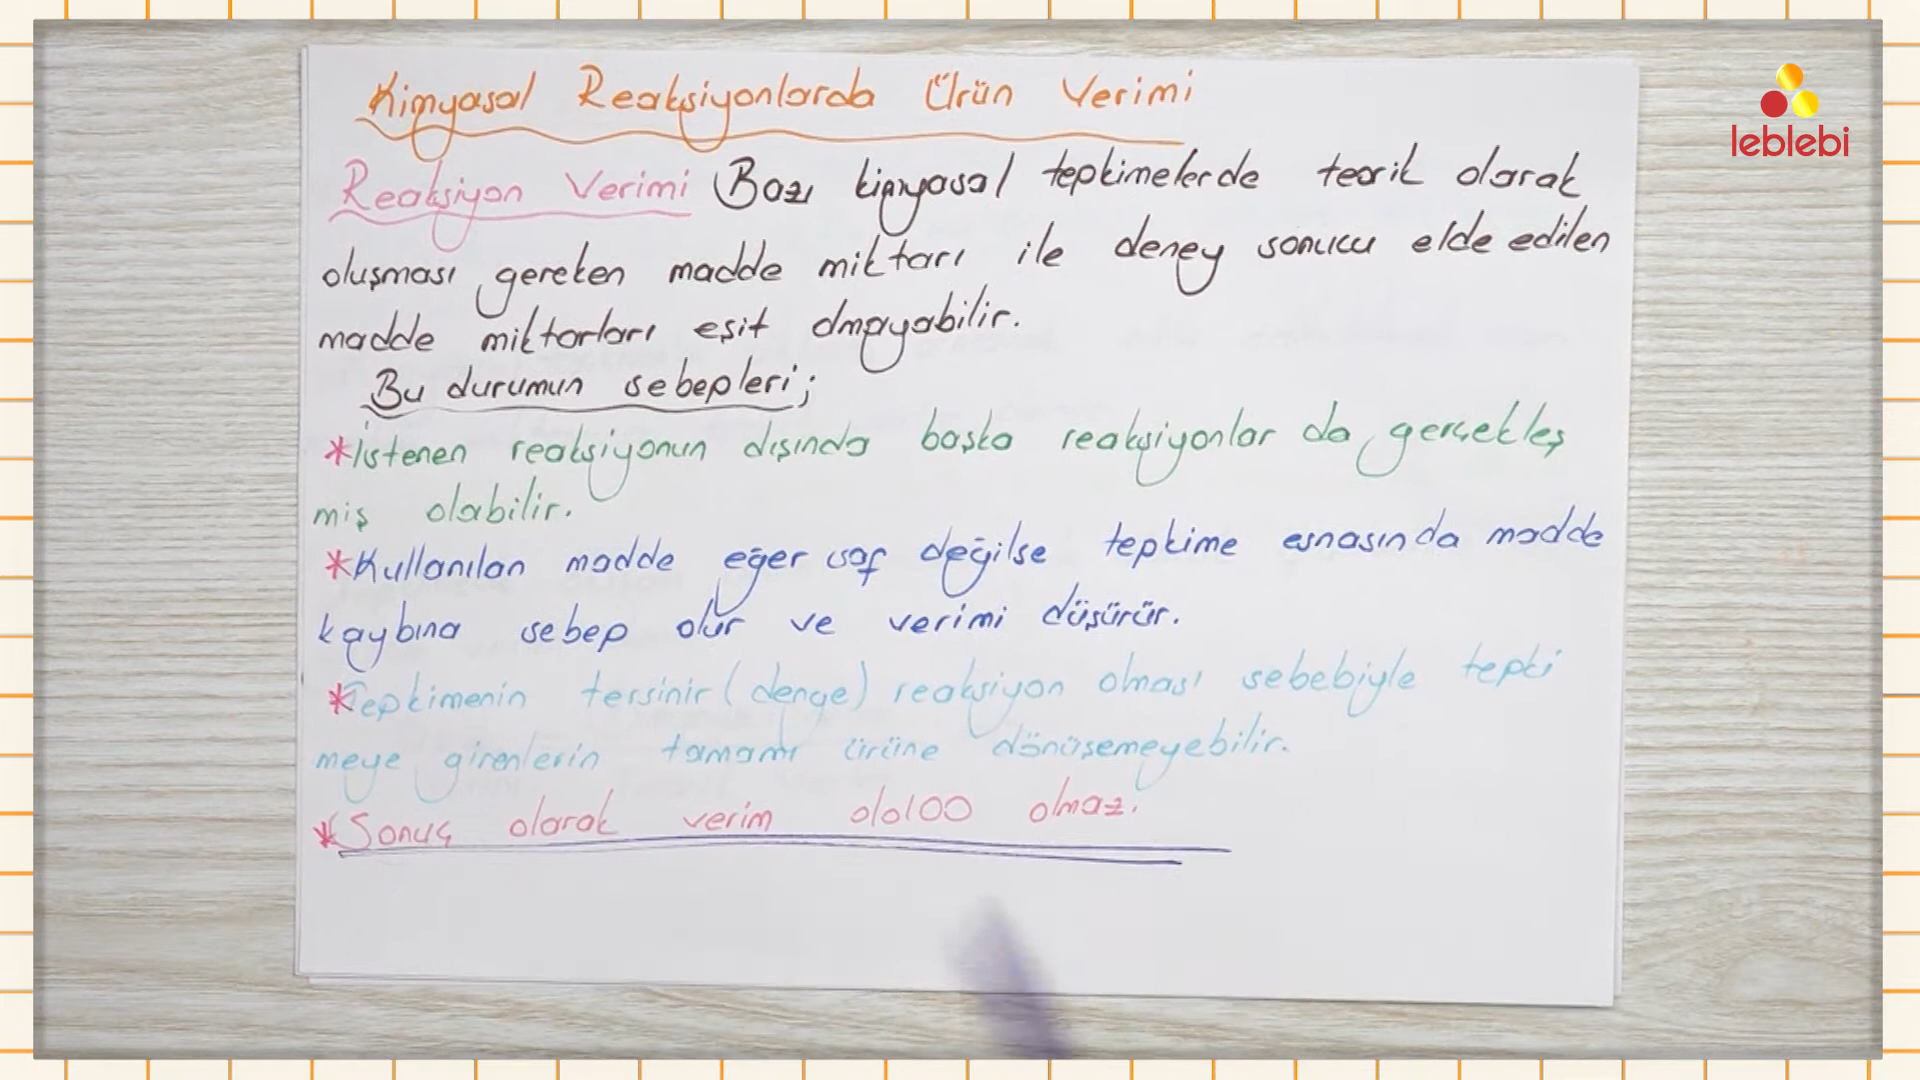 Kimyasal Reaksiyonlarda Ürün Verimi
leblebi
Reaksiyon Verimi Bazı kimyasal tepkimelerde teorik olarak
oluşması gereken madde miktarı ile deney sonucu elde edilen
madde miktarları eşit olmayabilir.
Bu durumun sebepleri;
*İstenen reaksiyonun dışında başka reaksiyonlar da gerçekleş
miş olabilir.
*Kullanılan madde eğer saf değilse tepkime esnasında madde
kaybına sebep olur ve verimi düşürür.
*Tepkimenin tersinir (denge) reaksiyon olması sebebiyle tepki
meye girenlerin tamamı ürüne dönüşemeyebilir.
*Sonuç olarak verim %100 olmaz.